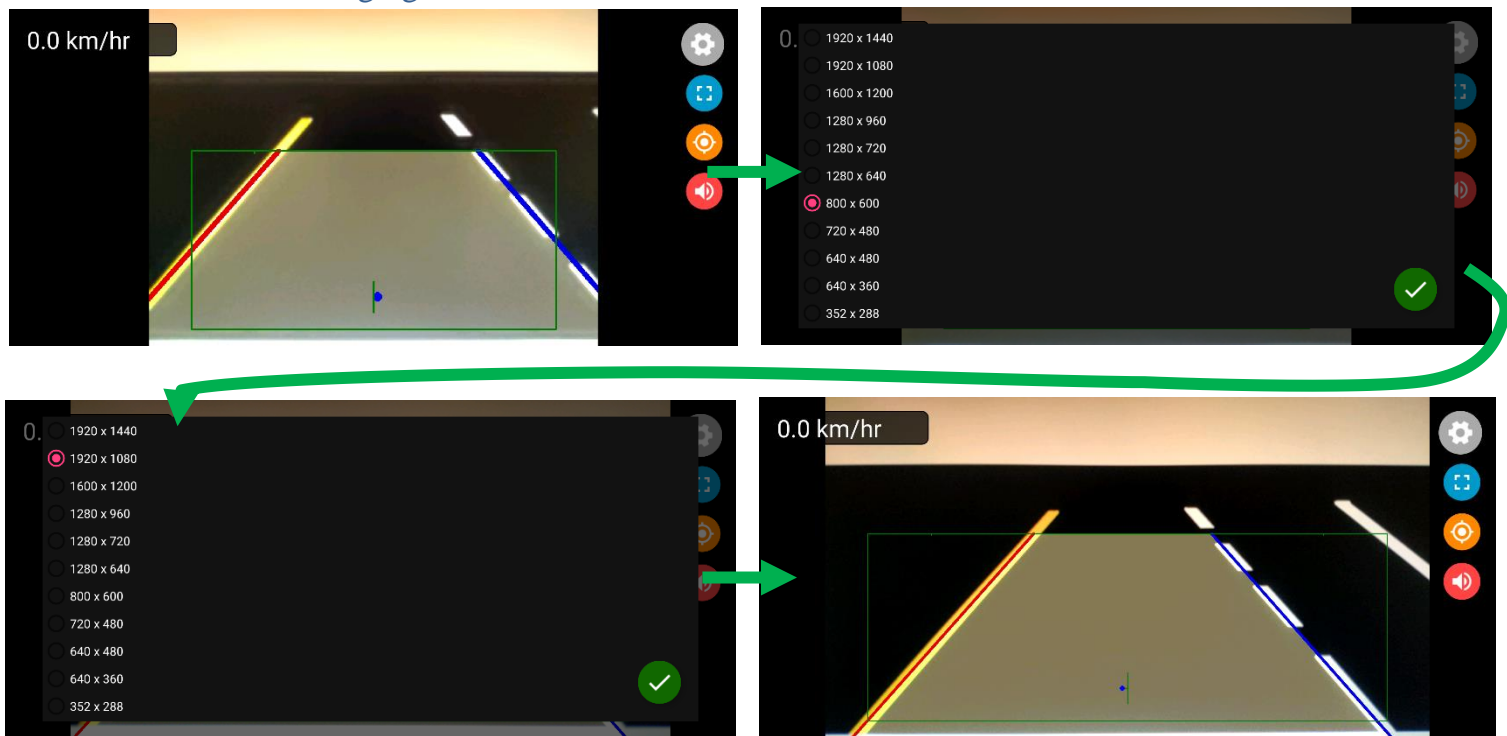 0.0 km/hr
0.
1920 x 1440
1920 x 1080
1600 x 1200
1280 x 960
1280 x 720
1280 x 640
800 x 600
720 x 480
640 x 480
640 x 360
352 x 288
0.
1920 x 1440
1920 x 1080
1600 x 1200
1280 x 960
1280 x 720
1280 x 640
800 x 600
720 x 480
640 x 480
640 x 360
352 x 288
0.0 km/hr